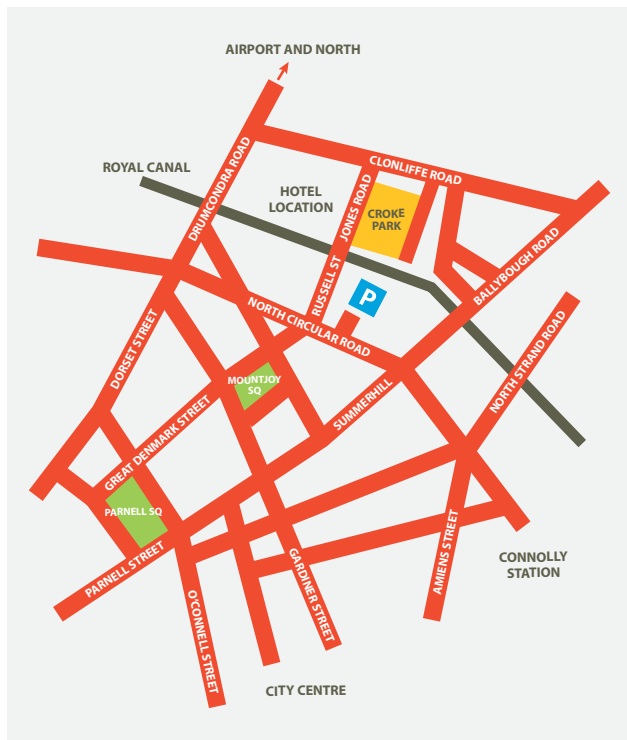 AIRPORT AND NORTH
CLONLIFFE ROAD
ROYAL CANAL
DRUMCONDRA ROAD
HOTEL
LOCATION
JONES ROAD
CROKE
PARK
BALLYBOUGH ROAD
RUSSELL ST
P
NORTH CIRCULAR ROAD
NORTH STRAND ROAD
DORSET STREET
MOUNTJOY
SQ
SUMMERHILL
GREAT DENMARK STREET
PARNELL SQ
PARNELL STREET
AMIENS STREET
GARDINER STREET
CONNOLLY
STATION
O'CONNELL STREET
CITY CENTRE